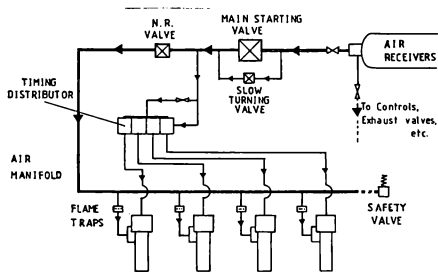 N.R.
VALVE
MAIN STARTING
VALVE
AIR
RECEIVERS
SLOW
TURNING
VALVE
TIMING
DISTRIBUTOR
To Controls,
Exhaust valves,
etc.
AIR
MANIFOLD
FLAME
TRAPS
SAFETY
VALVE